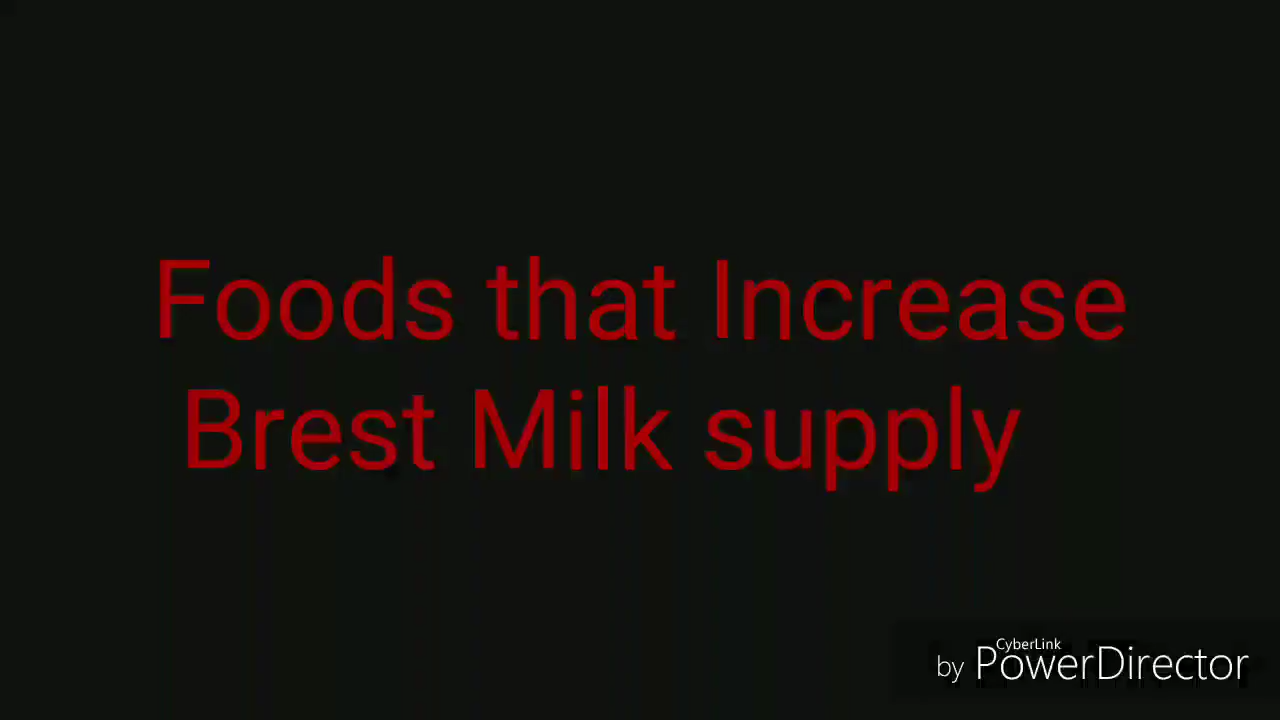 Foods that Increase
Brest Milk supply
CyberLink
by PowerDirector